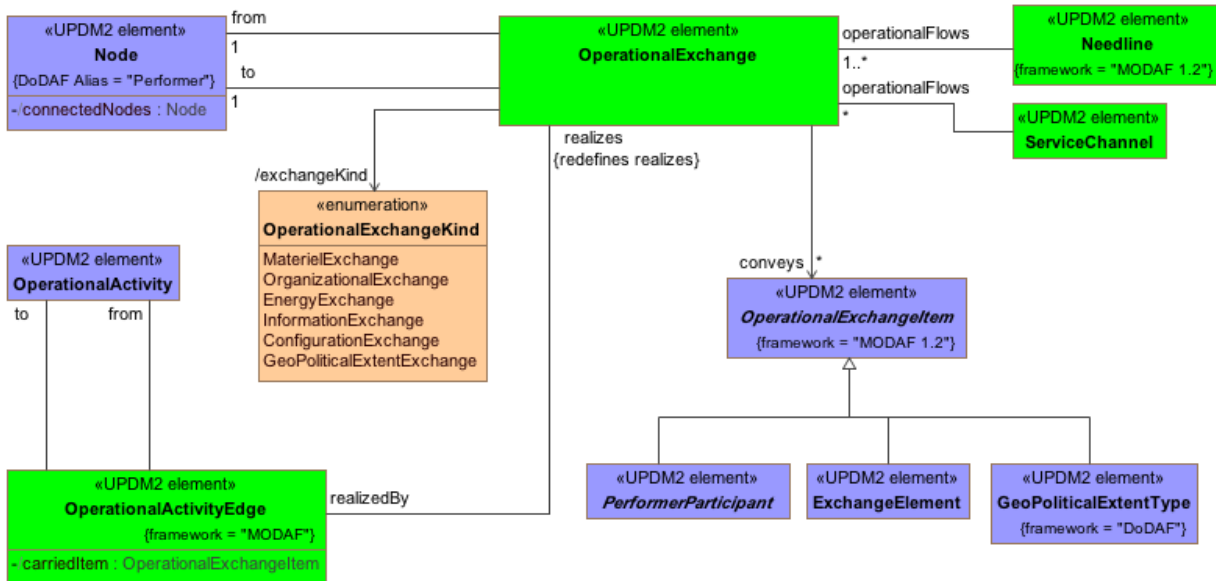 «UPDM2 element»
Node
{DoDAF Alias = "Performer"}
-/connectedNodes : Node
from
1
to
1
«UPDM2 element»
OperationalExchange
operationalFlows
1..*
operationalFlows
*
«UPDM2 element»
Needline
{framework = "MODAF 1.2"}
«UPDM2 element»
ServiceChannel
realizes
{redefines realizes}
/exchangeKind
«enumeration»
OperationalExchangeKind
MaterielExchange
OrganizationalExchange
EnergyExchange
InformationExchange
ConfigurationExchange
GeoPoliticalExtentExchange
«UPDM2 element»
OperationalActivity
to
from
conveys
*
«UPDM2 element»
OperationalExchangeItem
{framework = "MODAF 1.2"}
«UPDM2 element»
PerformerParticipant
«UPDM2 element»
ExchangeElement
«UPDM2 element»
GeoPoliticalExtentType
{framework = "DoDAF"}
«UPDM2 element»
OperationalActivityEdge
{framework = "MODAF"}
-/carriedItem : OperationalExchangeItem
realizedBy